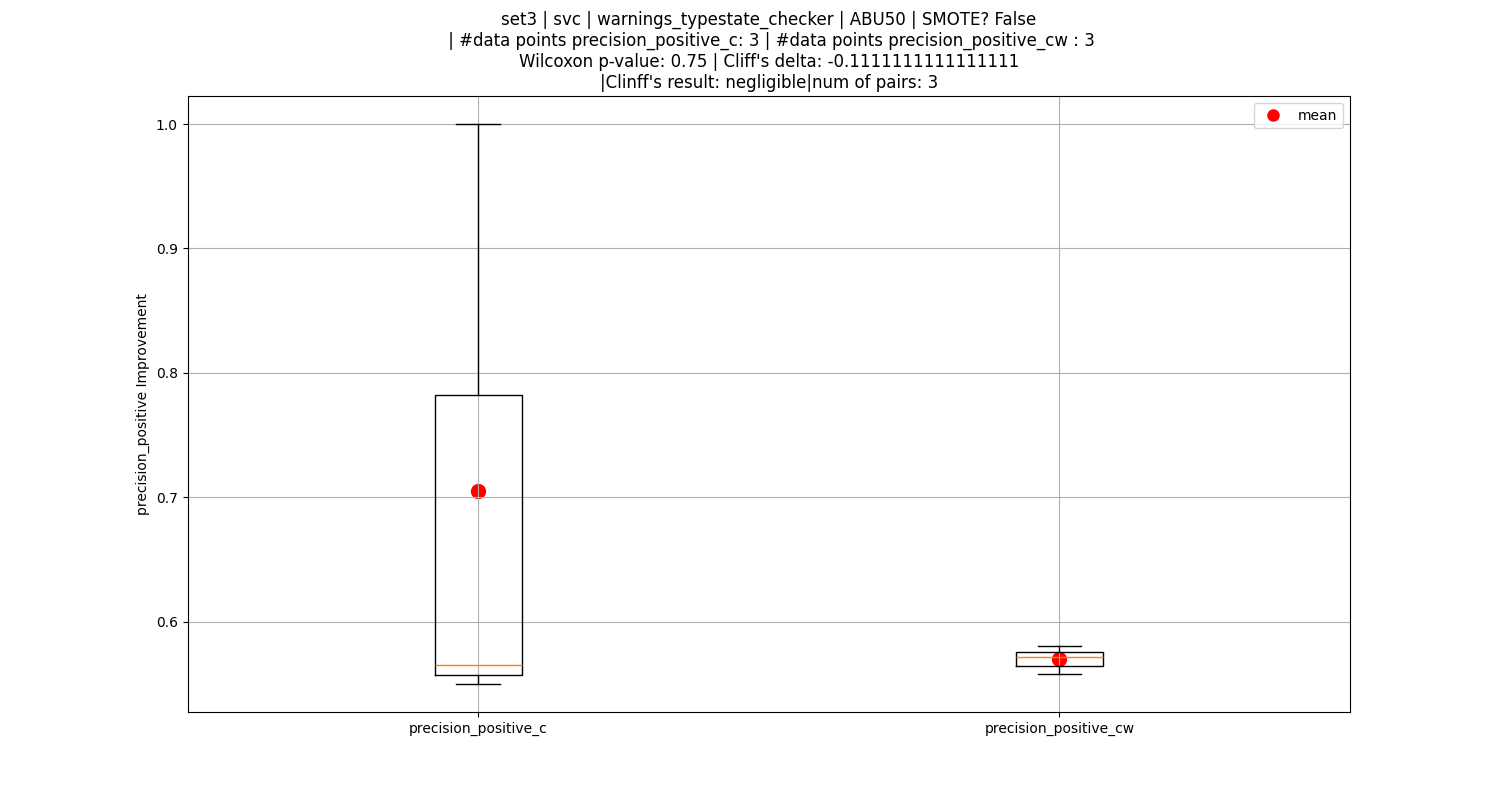 set3 | svc | warnings_typestate_checker | ABU50 | SMOTE? False
| #data points precision_positive_c: 3 | #data points precision_positive_cw : 3
Wilcoxon p-value: 0.75 | Cliff's delta: -0.1111111111111111
|Clinff's result: negligible|num of pairs: 3
mean
1.0
0.9
0.8
0.7
0.6
precision_positive Improvement
precision_positive_c
precision_positive_cw